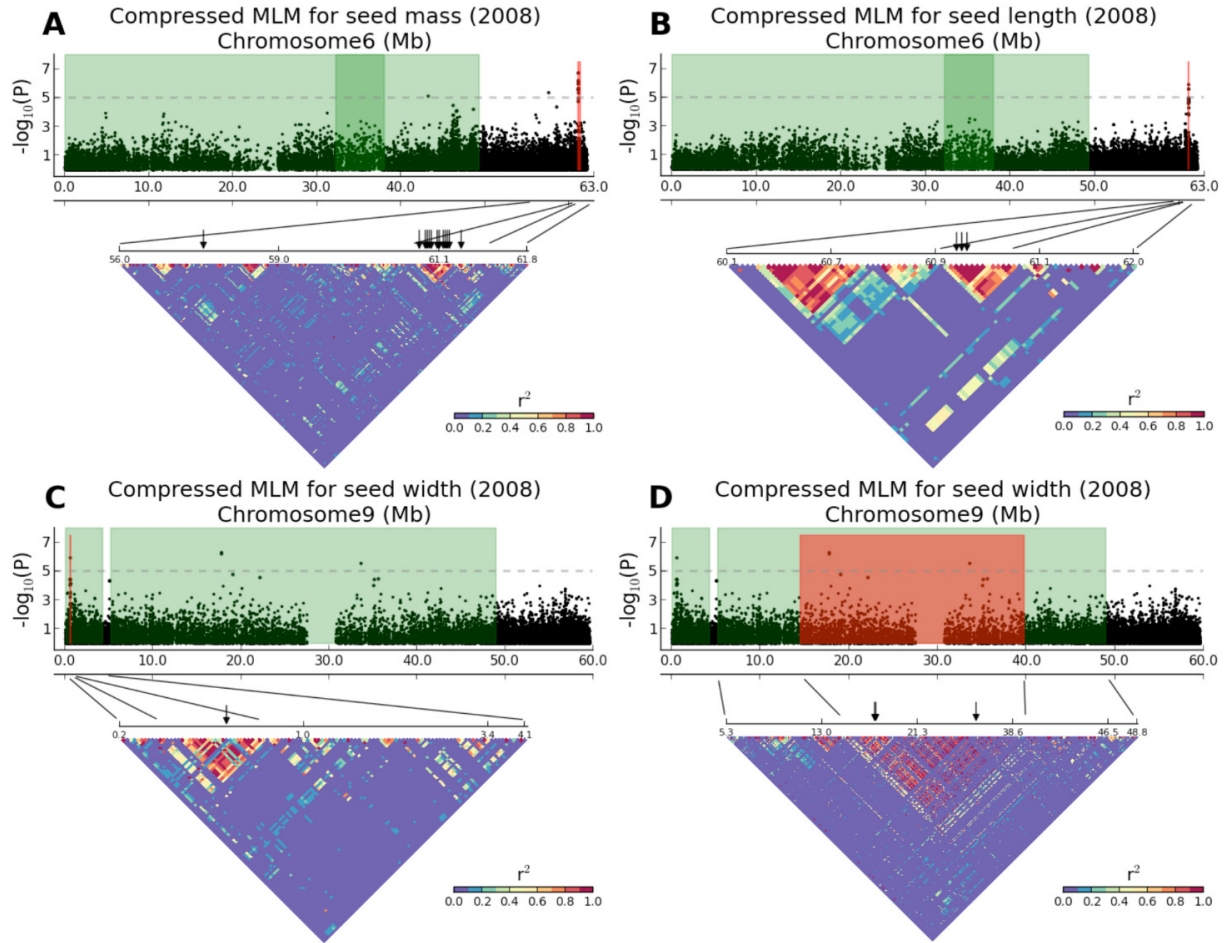 A
Compressed MLM for seed mass (2008)
Chromosome6 (Mb)
-log₁₀(P)
7
5
3
1
0.0 10.0 20.0 30.0 40.0 63.0
56.0 59.0 61.1 61.8
r²
0.0 0.2 0.4 0.6 0.8 1.0
B
Compressed MLM for seed length (2008)
Chromosome6 (Mb)
-log₁₀(P)
7
5
3
1
0.0 10.0 20.0 30.0 40.0 50.0 63.0
60.1 60.7 60.9 61.1 62.0
r²
0.0 0.2 0.4 0.6 0.8 1.0
C
Compressed MLM for seed width (2008)
Chromosome9 (Mb)
-log₁₀(P)
7
5
3
1
0.0 10.0 20.0 30.0 40.0 50.0 60.0
0.2 1.0 3.4 4.1
r²
0.0 0.2 0.4 0.6 0.8 1.0
D
Compressed MLM for seed width (2008)
Chromosome9 (Mb)
-log₁₀(P)
7
5
3
1
0.0 10.0 20.0 30.0 40.0 50.0 60.0
5.3 13.0 21.3 38.6 46.5 48.8
r²
0.0 0.2 0.4 0.6 0.8 1.0